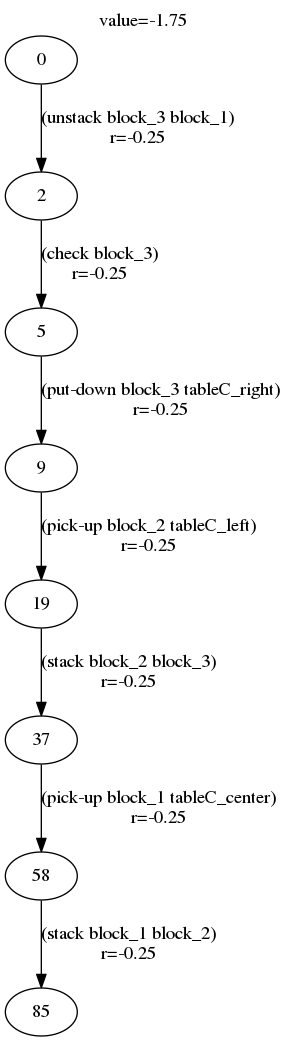 value=-1.75
0
(unstack block_3 block_1)
r=-0.25
2
(check block_3)
r=-0.25
5
(put-down block_3 tableC_right)
r=-0.25
9
(pick-up block_2 tableC_left)
r=-0.25
19
(stack block_2 block_3)
r=-0.25
37
(pick-up block_1 tableC_center)
r=-0.25
58
(stack block_1 block_2)
r=-0.25
85